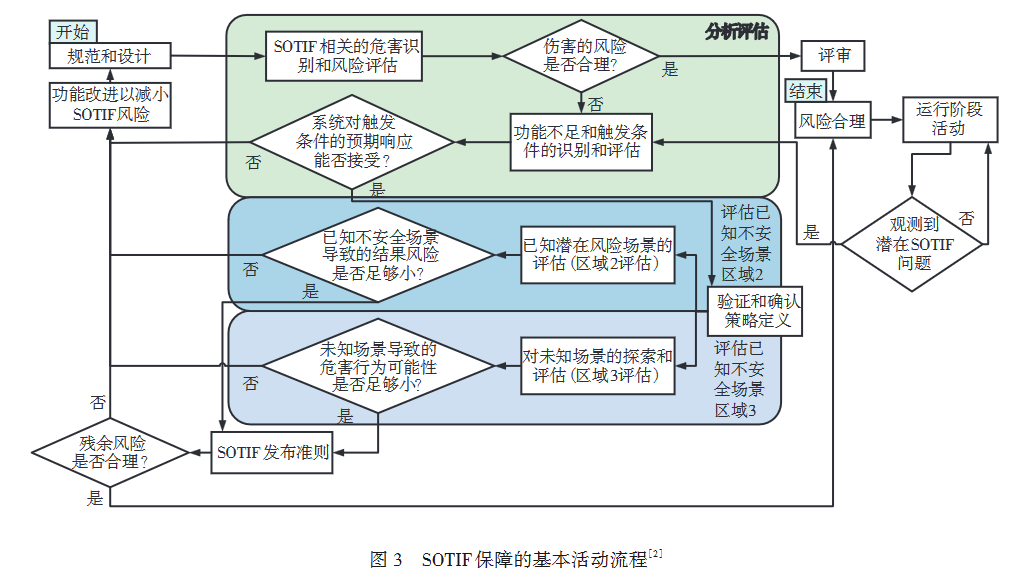 开始
规范和设计
功能改进以减小
SOTIF风险
SOTIF 相关的危害识
别和风险评估
伤害的风险
是否合理?
分析评估
是
评审
结束
风险合理
运行阶段
活动
否
系统对触发
条件的预期响应
能否接受?
功能不足和触发条
件的识别和评估
否
是
观测到
潜在SOTIF
问题
否
是
已知不安全场景
导致的结果风险
是否足够小?
已知潜在风险场景的
评估(区域2评估)
评估已
知不安
全场景
区域2
否
是
验证和确认
策略定义
未知场景导致的
危害行为可能性
是否足够小?
对未知场景的探索和
评估(区域3评估)
评估已
知不安
全场景
区域3
否
是
否
残余风险
是否合理?
SOTIF 发布准则
是
图 3 SOTIF保障的基本活动流程[2]